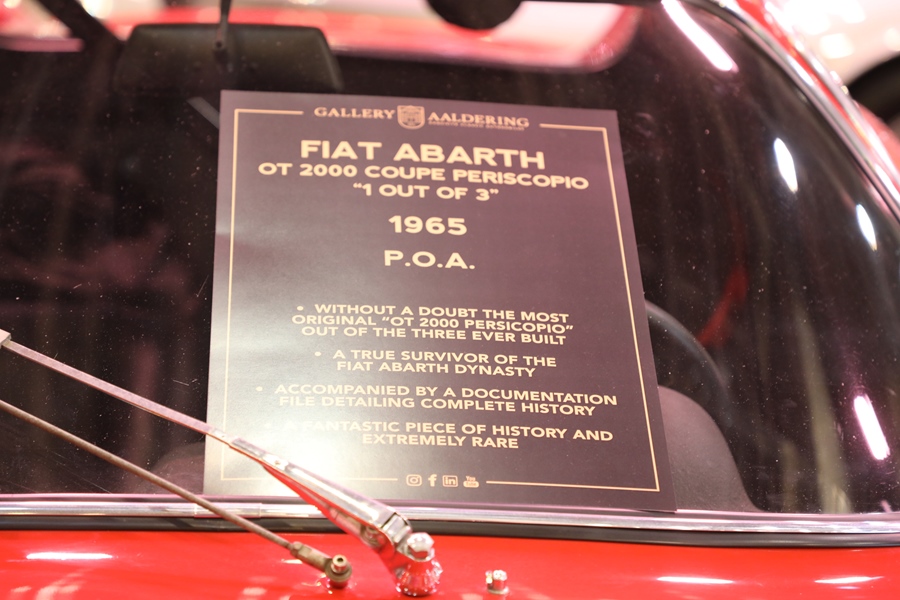 GALLERY AALDERING
FIAT ABARTH
OT 2000 COUPE PERISCOPIO
“1 OUT OF 3”
1965
P.O.A.
• WITHOUT A DOUBT THE MOST
ORIGINAL “OT 2000 PERSICOPIO”
OUT OF THE THREE EVER BUILT
• A TRUE SURVIVOR OF THE
FIAT ABARTH DYNASTY
• ACCOMPANIED BY A DOCUMENTATION
FILE DETAILING COMPLETE HISTORY
• A FANTASTIC PIECE OF HISTORY AND
EXTREMELY RARE